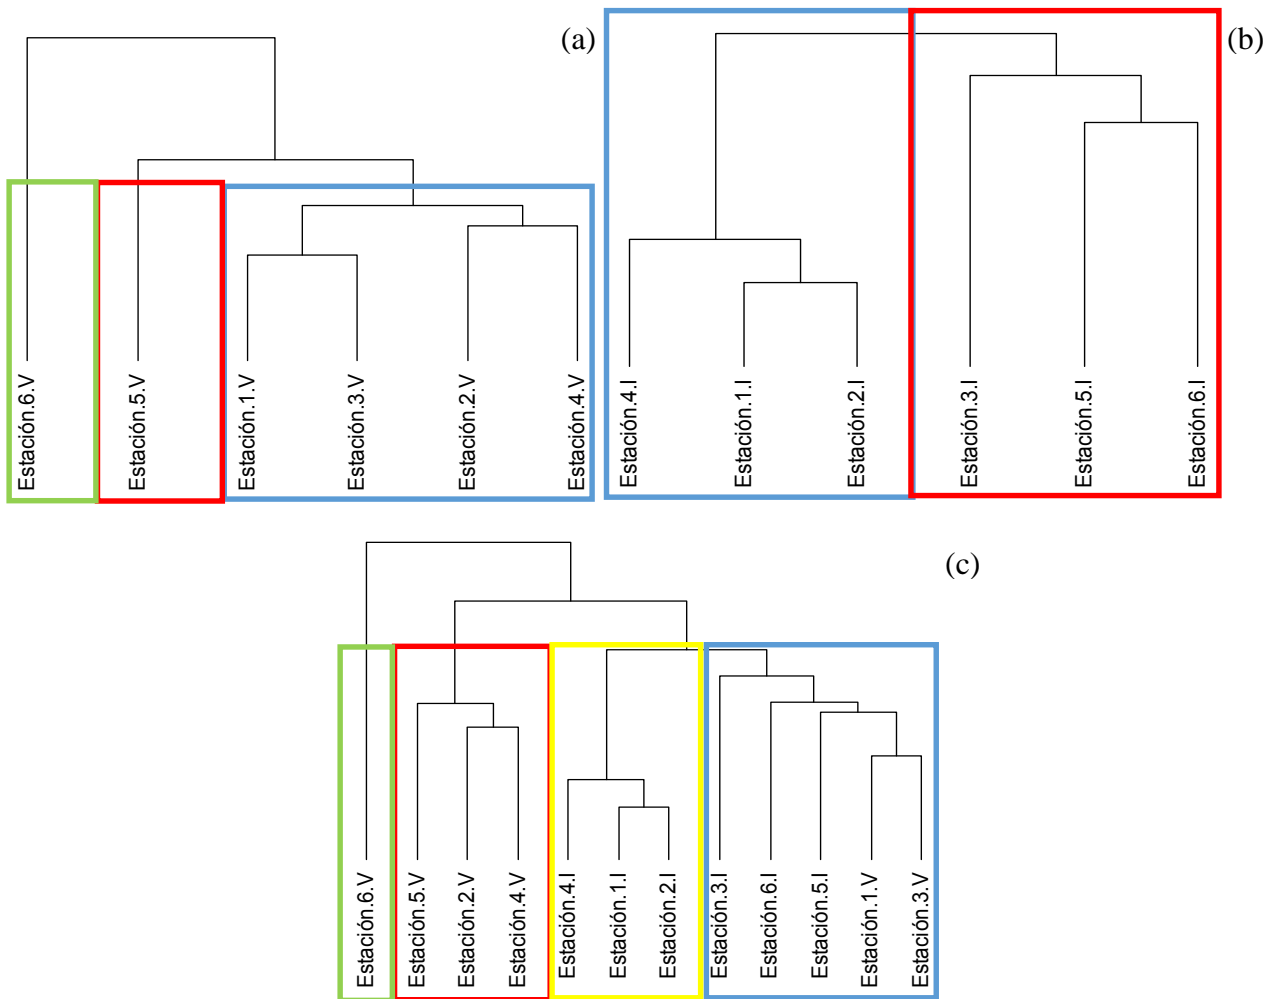 (a)
Estación.6.V
Estación.5.V
Estación.1.V
Estación.3.V
Estación.2.V
Estación.4.V
(b)
Estación.4.I
Estación.1.I
Estación.2.I
Estación.3.I
Estación.5.I
Estación.6.I
(c)
Estación.6.V
Estación.5.V
Estación.2.V
Estación.4.V
Estación.4.I
Estación.1.I
Estación.2.I
Estación.3.I
Estación.6.I
Estación.5.I
Estación.1.V
Estación.3.V